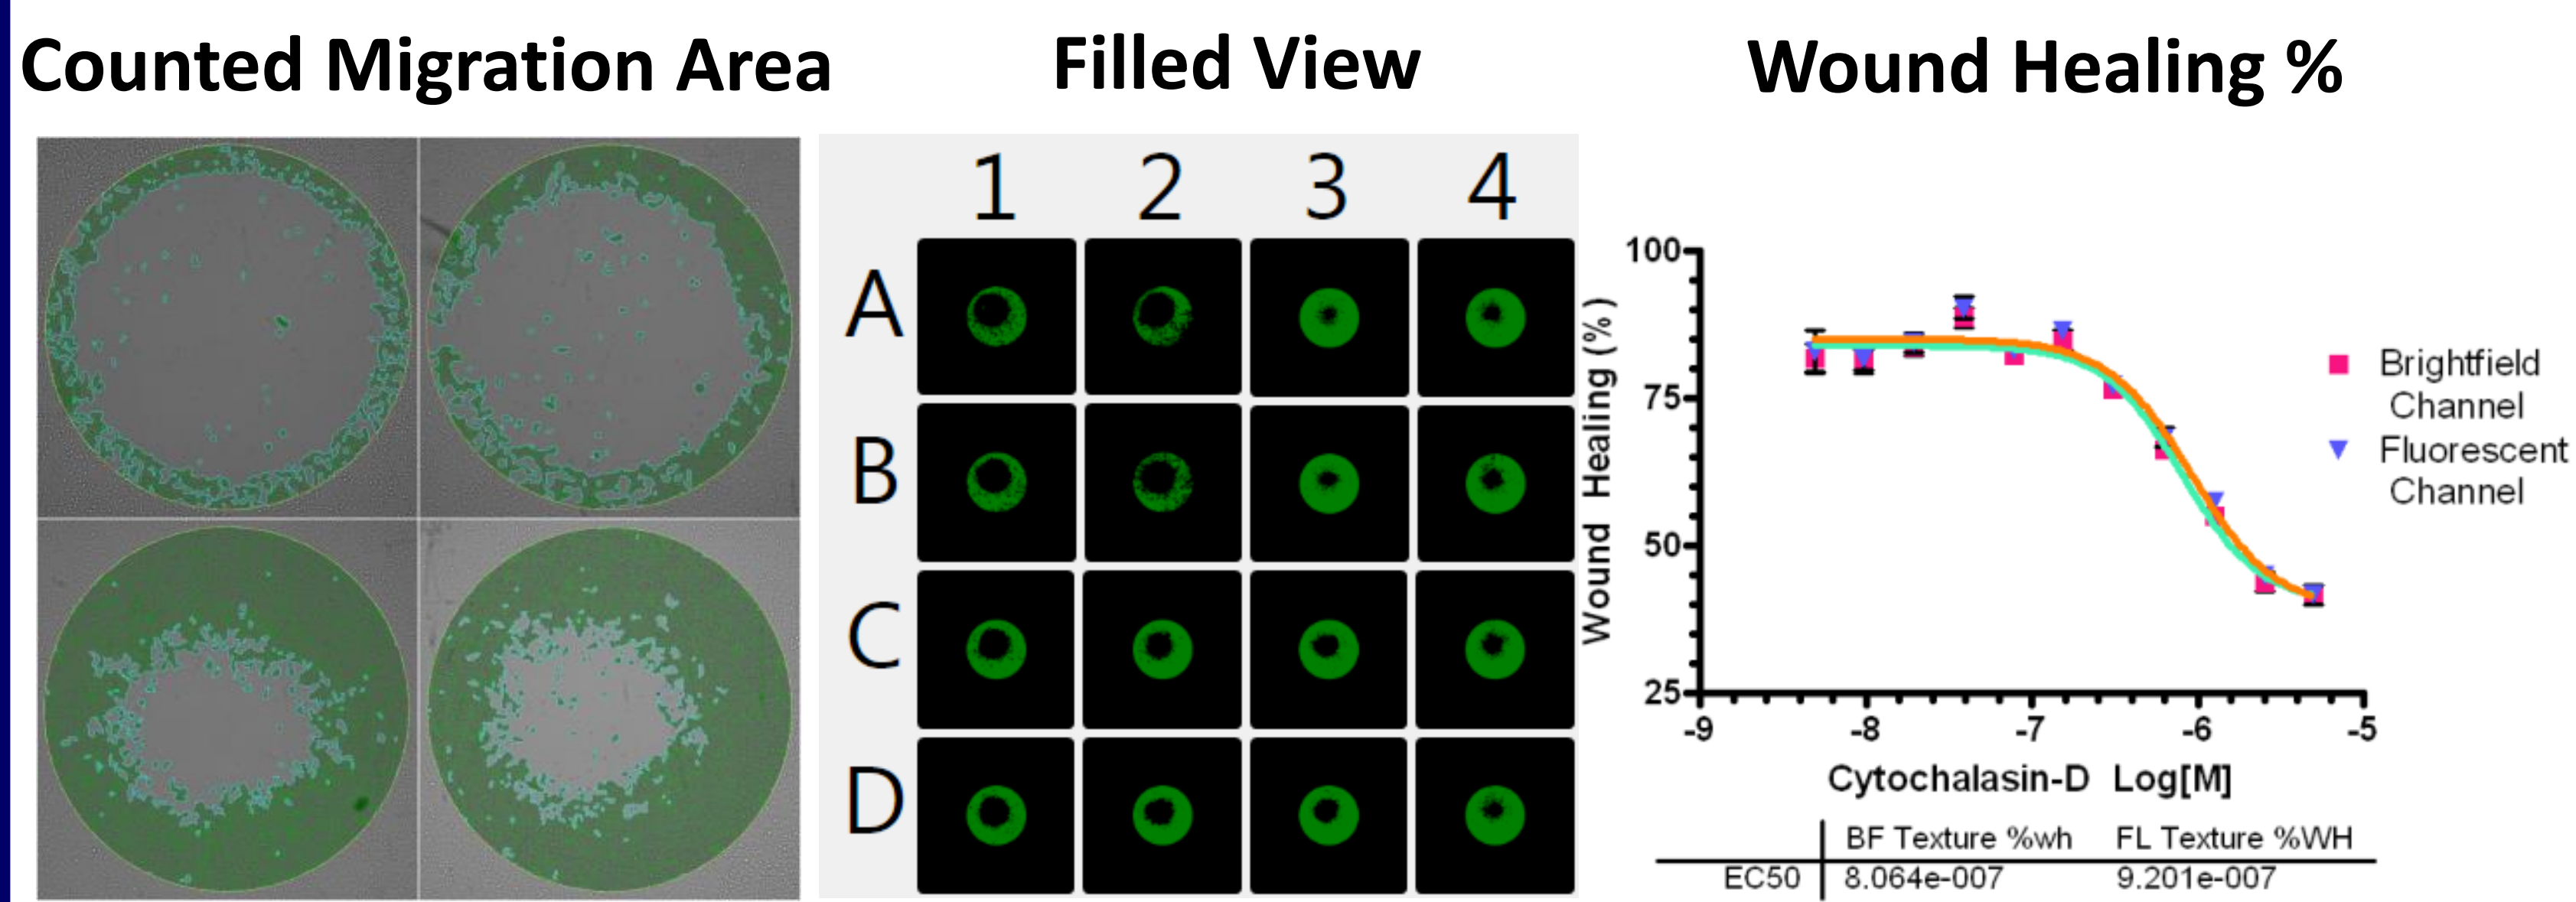 Counted Migration Area
Filled View
Wound Healing %
1 2 3 4
A
B
C
D
Wound Healing (%)
100
75
50
25
-9 -8 -7 -6 -5
Cytochalasin-D Log[M]
Brightfield
Channel
Fluorescent
Channel
BF Texture %wh FL Texture %WH
EC50 8.064e-007 9.201e-007